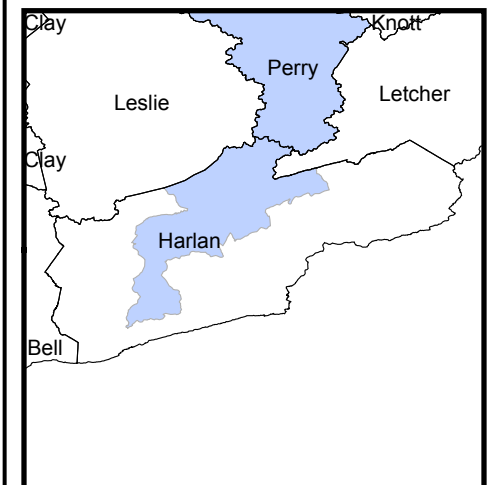 Clay
Knott
Perry
Letcher
Leslie
Clay
Harlan
Bell